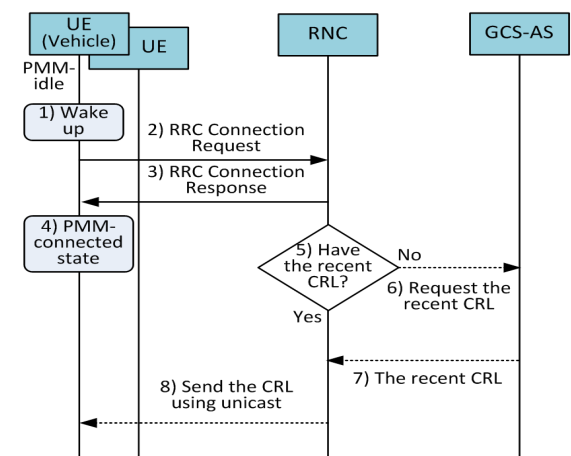 UE
(Vehicle)
UE
RNC
GCS-AS
PMM-
idle
1) Wake
up
2) RRC Connection
Request
3) RRC Connection
Response
4) PMM-
connected
state
5) Have
the recent
CRL?
No
6) Request the
recent CRL
Yes
7) The recent CRL
8) Send the CRL
using unicast